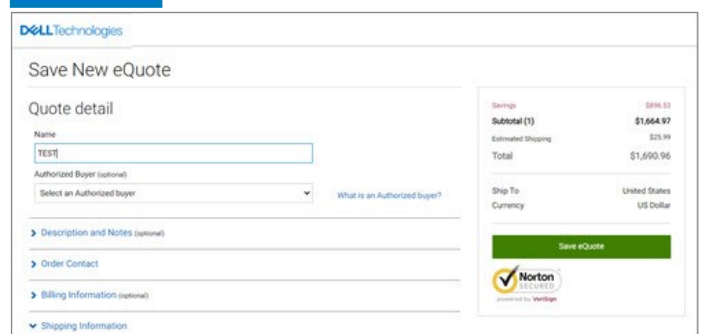 DELLTechnologies
Save New eQuote
Quote detail
Name
TEST
Authorized Buyer (optional)
Select an Authorized buyer
What is an Authorized buyer?
Description and Notes (optional)
Order Contact
Billing Information (optional)
Shipping Information
Savings $896.53
Subtotal (1) $1,664.97
Estimated Shipping $25.99
Total $1,690.96
Ship To United States
Currency US Dollar
Save eQuote
Norton
SECURED
powered by VeriSign